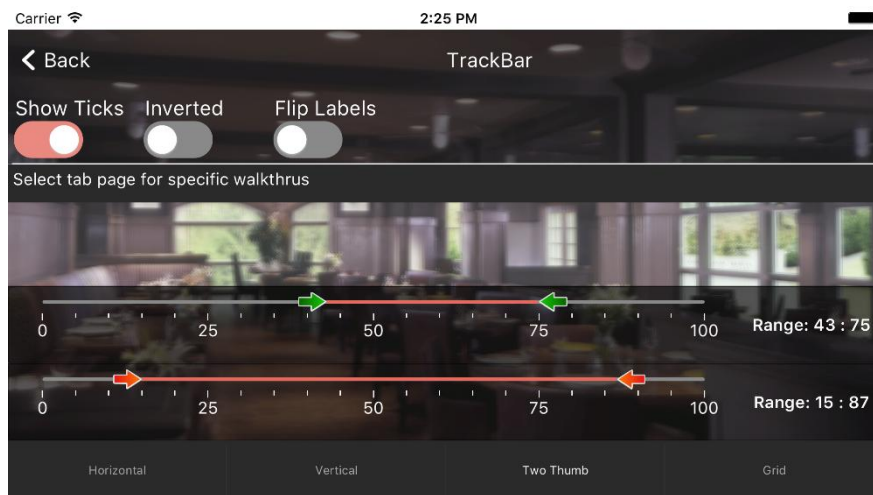 Carrier
2:25 PM
Back
TrackBar
Show Ticks Inverted Flip Labels
Select tab page for specific walkthrus
0 25 50 75 100
Range: 43 : 75
0 25 50 75 100
Range: 15 : 87
Horizontal Vertical Two Thumb Grid